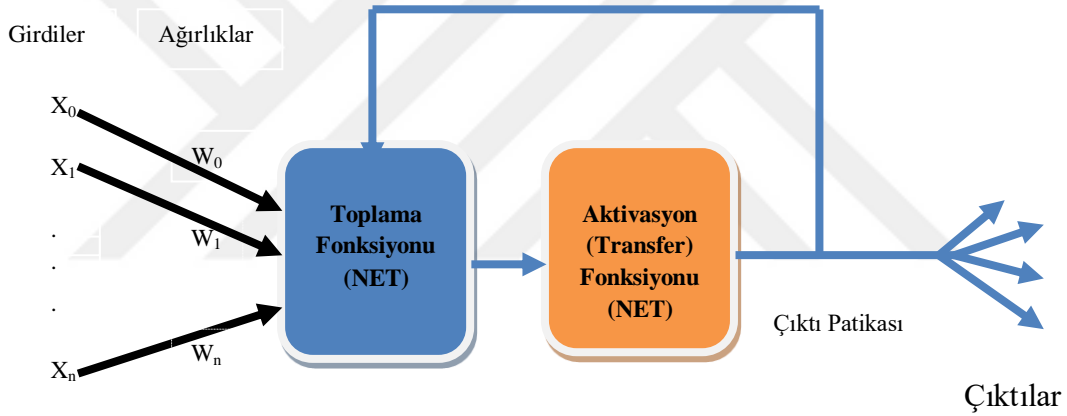 Girdiler
Ağırlıklar
X0
W0
X1
W1
.
.
.
Xn
Wn
Toplama
Fonksiyonu
(NET)
Aktivasyon
(Transfer)
Fonksiyonu
(NET)
Çıktı Patikası
Çıktılar